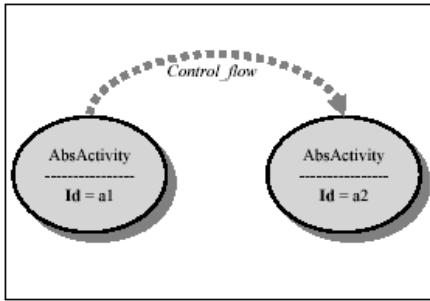 Control_flow
AbsActivity
----------------
Id = a1
AbsActivity
----------------
Id = a2